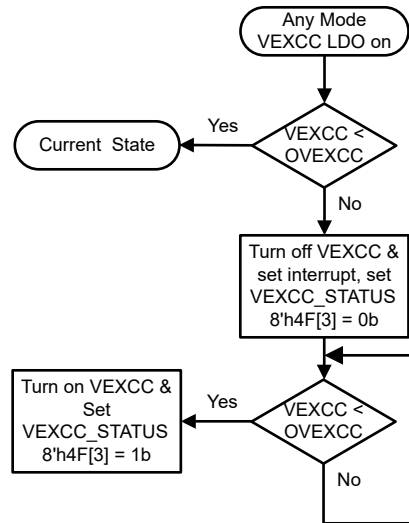 Any Mode
VEXCC LDO on
Yes
VEXCC <
OVEXCC
Current State
No
Turn off VEXCC &
set interrupt, set
VEXCC_STATUS
8'h4F[3] = 0b
Turn on VEXCC &
Set
VEXCC_STATUS
8'h4F[3] = 1b
Yes
VEXCC <
OVEXCC
No